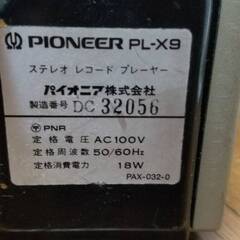 PIONEER PL-X9
ステレオ レコード プレーヤー
パイオニア株式会社
製造番号 DC 32056
PNR
定格電圧 AC100V
定格周波数 50/60Hz
定格消費電力 18W
PAX-032-0